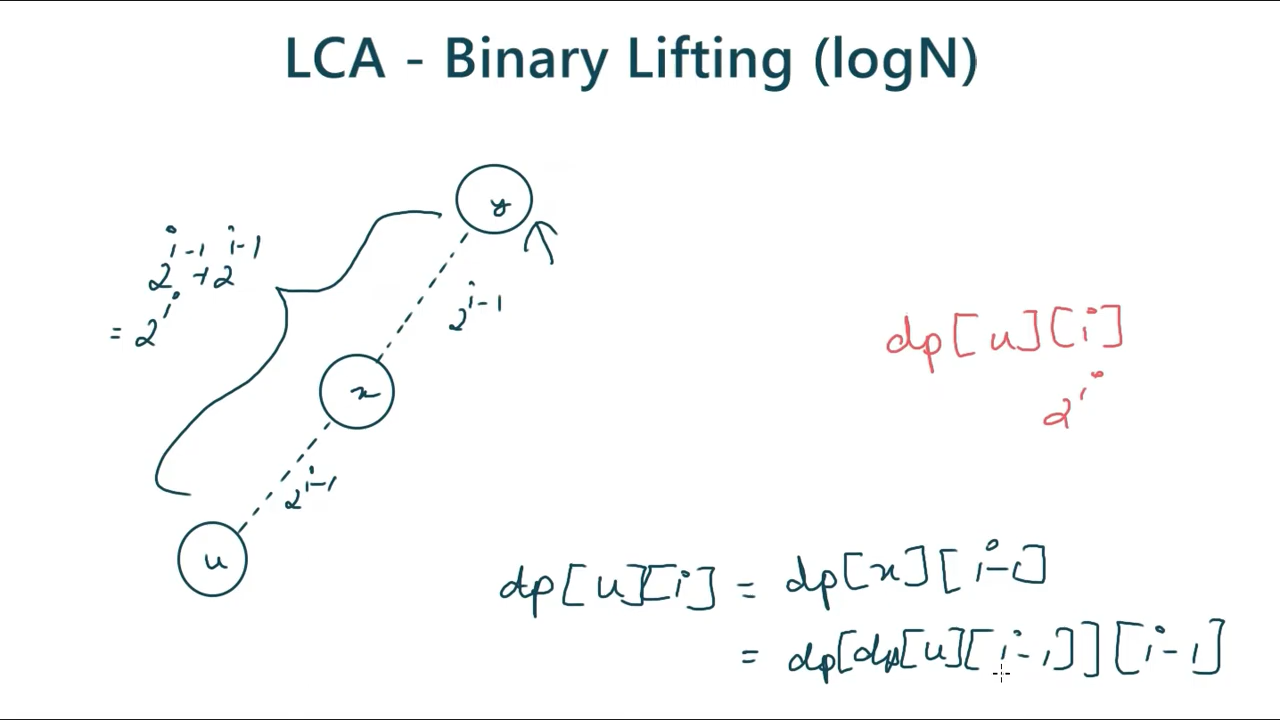 LCA - Binary Lifting (logN)
y
2^{i-1} + 2^{i-1}
= 2^i
2^{i-1}
dp[u][i]
2^i
x
2^{i-1}
u
dp[u][i] = dp[x][i-1]
= dp[dp[u][i-1]][i-1]